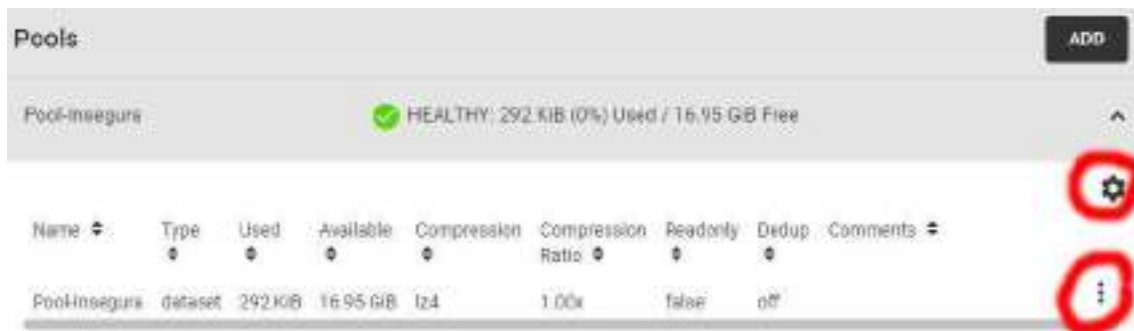 Pools
ADD
Pool-Insegura
HEALTHY: 292 KiB (0%) Used / 16.95 GiB Free
Name Type Used Available Compression Compression Readonly Dedup Comments
Ratio
Pool-Insegura dataset 292 KiB 16.95 GiB lz4 1.00x false off